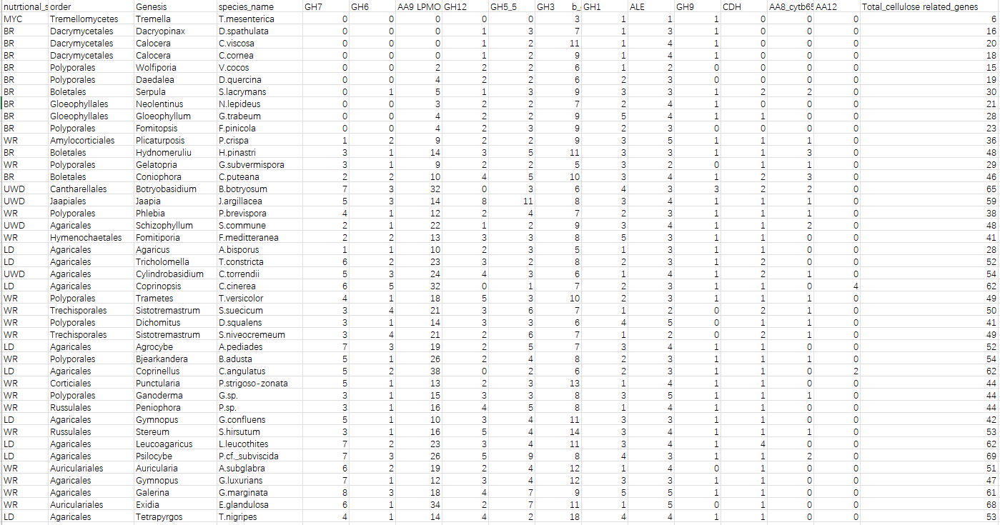 nutrtional_s order Genesis species_name GH7 GH6 AA9 LPMO GH12 GH5_5 GH3 b_ GH1 ALE GH9 CDH AA8_cytb65 AA12 Total_cellulose related_genes
MYC Tremellomycetes Tremella T.mesenterica 0 0 0 0 0 3 1 1 1 0 0 0 6
BR Dacrymycetales Dacryopinax D.spathulata 0 0 0 1 3 7 1 3 1 0 0 0 16
BR Dacrymycetales Calocera C.viscosa 0 0 0 1 2 11 1 4 1 0 0 0 20
BR Dacrymycetales Calocera C.cornea 0 0 0 1 2 9 1 4 1 0 0 0 18
BR Polyporales Wolfiporia V.cocos 0 0 2 2 2 6 1 2 0 0 0 0 15
BR Polyporales Daedalea D.quercina 0 0 4 2 2 6 2 3 0 0 0 0 19
BR Boletales Serpula S.lacrymans 0 1 5 1 3 9 3 3 1 2 2 0 30
BR Gloeophyllales Neolentinus N.lepideus 0 0 3 2 2 7 2 4 1 0 0 0 21
BR Gloeophyllales Gloeophyllum G.trabeum 0 0 4 2 2 9 5 4 1 1 0 0 28
BR Polyporales Fomitopsis F.pinicola 0 0 4 2 3 9 2 3 0 0 0 0 23
WR Amylocorticiales Plicaturposis P.crispa 1 2 9 2 2 9 3 5 1 1 1 0 36
BR Boletales Hydnomeruliu H.pinastri 3 1 14 3 5 11 3 3 1 1 3 0 48
WR Polyporales Gelatopria G.subvermispora 3 1 9 2 2 5 3 2 0 1 1 0 29
BR Boletales Coniophora C.puteana 2 2 10 4 5 10 3 4 1 2 3 0 46
UWD Cantharellales Botryobasidium B.botryosum 7 3 32 0 3 6 4 3 3 2 2 0 65
UWD Jaapiales Jaapia J.argillacea 5 3 14 8 11 8 3 4 1 1 1 0 59
WR Polyporales Phlebia P.brevispora 4 1 12 2 4 7 2 3 1 1 1 0 38
UWD Agaricales Schizophyllum S.commune 2 1 22 1 2 9 3 4 1 1 2 0 48
WR Hymenochaetales Fomitiporia F.meditteranea 2 2 13 3 3 8 5 3 1 1 0 0 41
LD Agaricales Agaricus A.bisporus 1 1 10 2 3 5 1 3 1 1 0 0 28
LD Agaricales Tricholomella T.constricta 6 2 23 3 2 8 2 3 1 2 0 0 52
UWD Agaricales Cylindrobasidium C.torrendii 5 3 24 4 3 6 1 4 1 2 1 0 54
LD Agaricales Coprinopsis C.cinerea 6 5 32 0 1 7 2 3 1 1 0 4 62
WR Polyporales Trametes T.versicolor 4 1 18 5 3 10 2 3 1 1 1 0 49
WR Trechisporales Sistotremastrum S.suecicum 3 4 21 3 6 7 1 2 0 2 1 0 50
WR Polyporales Dichomitus D.squalens 3 1 14 3 3 6 4 5 0 1 1 0 41
WR Trechisporales Sistotremastrum S.niveocremeum 3 4 21 2 6 7 1 2 0 2 1 0 49
LD Agaricales Agrocybe A.pediades 7 3 19 2 5 7 3 4 1 1 0 0 52
WR Polyporales Bjearkandera B.adusta 5 1 26 2 4 8 2 3 1 1 1 0 54
LD Agaricales Coprinellus C.angulatus 5 2 38 0 2 6 2 3 1 1 0 2 62
WR Corticiales Punctularia P.strigoso-zonata 5 1 13 2 3 13 1 4 1 1 0 0 44
WR Polyporales Ganoderma G.sp. 3 1 15 3 3 8 3 5 1 1 1 0 44
WR Russulales Peniophora P.sp. 3 1 16 4 5 8 1 4 1 1 0 0 44
LD Agaricales Gymnopus G.confluens 5 1 10 3 4 11 3 3 1 1 0 0 42
WR Russulales Stereum S.hirsutum 3 1 16 5 4 14 3 4 1 1 1 0 53
LD Agaricales Leucoagaricus L.leucothites 7 2 23 3 4 11 3 4 1 4 0 0 62
LD Agaricales Psilocybe P.cf._subviscida 7 3 26 5 9 8 4 3 1 1 2 0 69
WR Auriculariales Auricularia A.subglabra 6 2 19 2 4 12 1 4 0 1 0 0 51
WR Agaricales Gymnopus G.luxurians 7 1 12 3 4 12 3 3 1 1 0 0 47
WR Agaricales Galerina G.marginata 8 3 18 4 7 9 5 5 1 1 0 0 61
WR Auriculariales Exidia E.glandulosa 6 1 34 2 7 11 1 5 0 1 0 0 68
LD Agaricales Tetrapyrgos T.nigripes 4 1 14 4 2 18 4 4 1 1 0 0 53